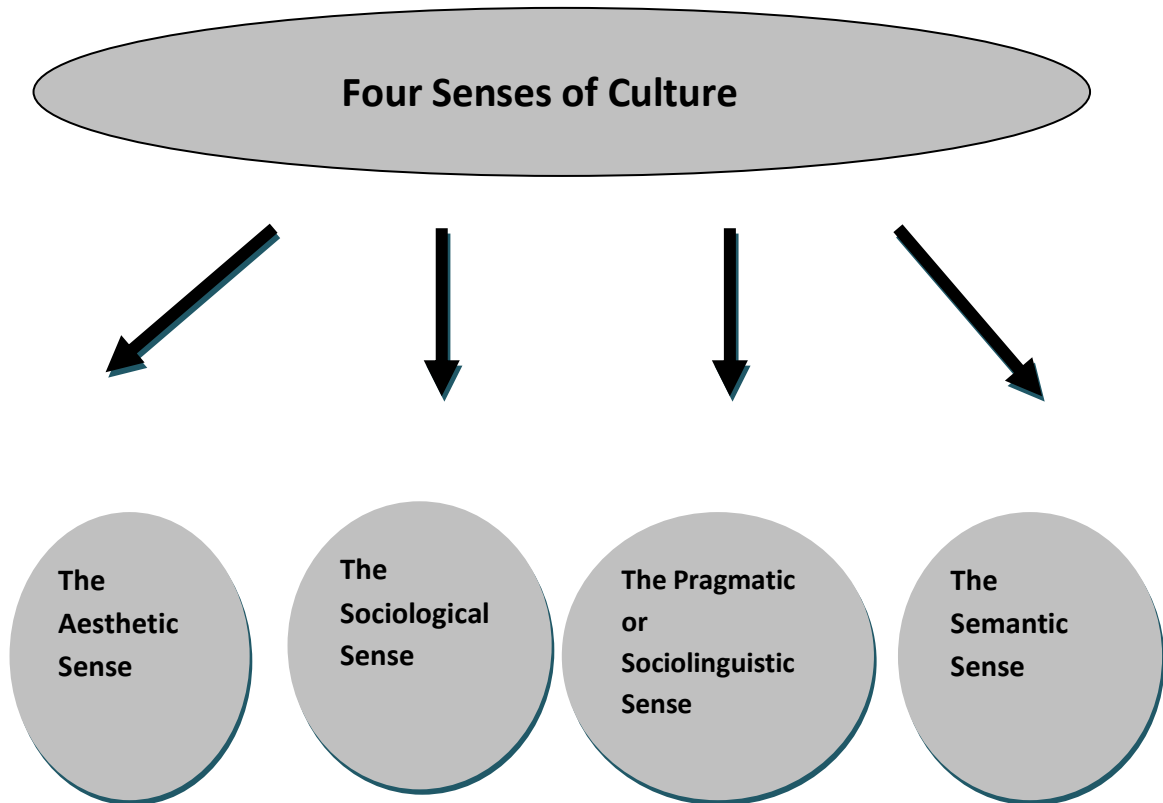 Four Senses of Culture
The
Aesthetic
Sense
The
Sociological
Sense
The Pragmatic
or
Sociolinguistic
Sense
The
Semantic
Sense